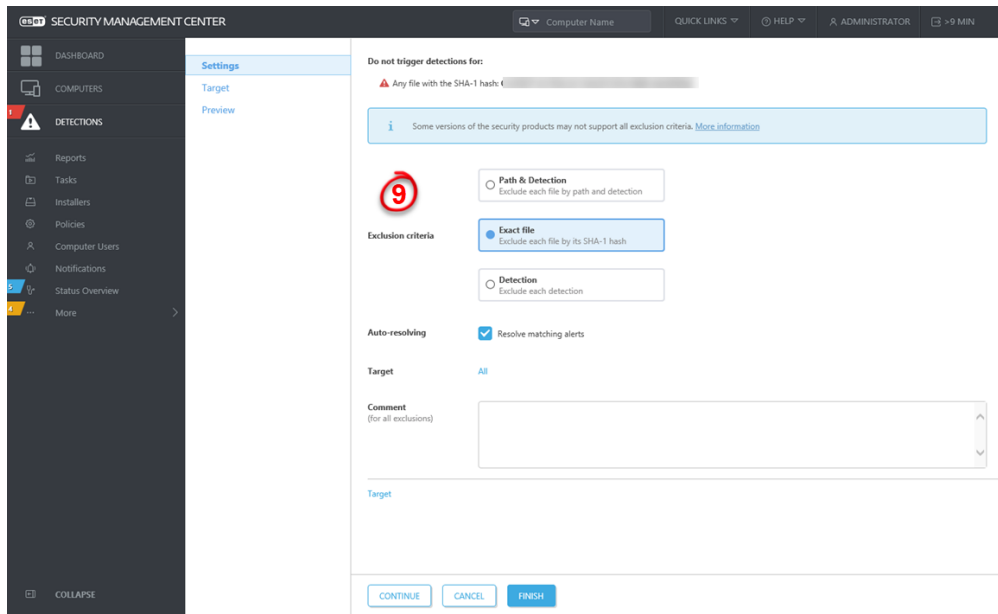 eset SECURITY MANAGEMENT CENTER
Computer Name
QUICK LINKS
HELP
ADMINISTRATOR
>9 MIN
DASHBOARD
COMPUTERS
1
DETECTIONS
Reports
Tasks
Installers
Policies
Computer Users
Notifications
5
Status Overview
4
More
COLLAPSE
Settings
Target
Preview
Do not trigger detections for:
Any file with the SHA-1 hash:
Some versions of the security products may not support all exclusion criteria. More information
9
Exclusion criteria
Path & Detection
Exclude each file by path and detection
Exact file
Exclude each file by its SHA-1 hash
Detection
Exclude each detection
Auto-resolving
Resolve matching alerts
Target
All
Comment
(for all exclusions)
Target
CONTINUE
CANCEL
FINISH